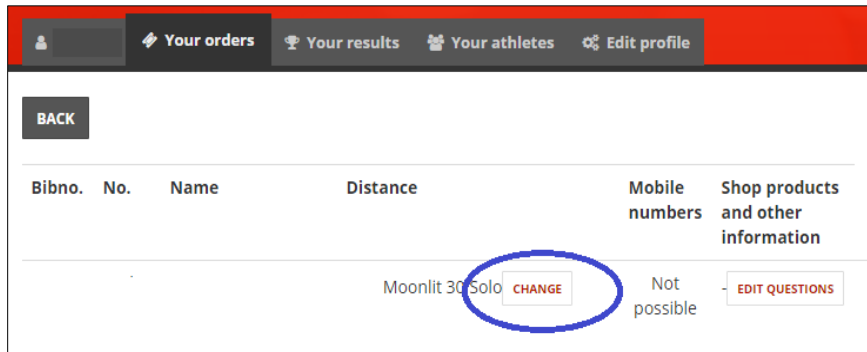 Your orders Your results Your athletes Edit profile
BACK
Bibno. No. Name Distance Mobile numbers Shop products and other information
Moonlit 30 Solo CHANGE Not possible - EDIT QUESTIONS